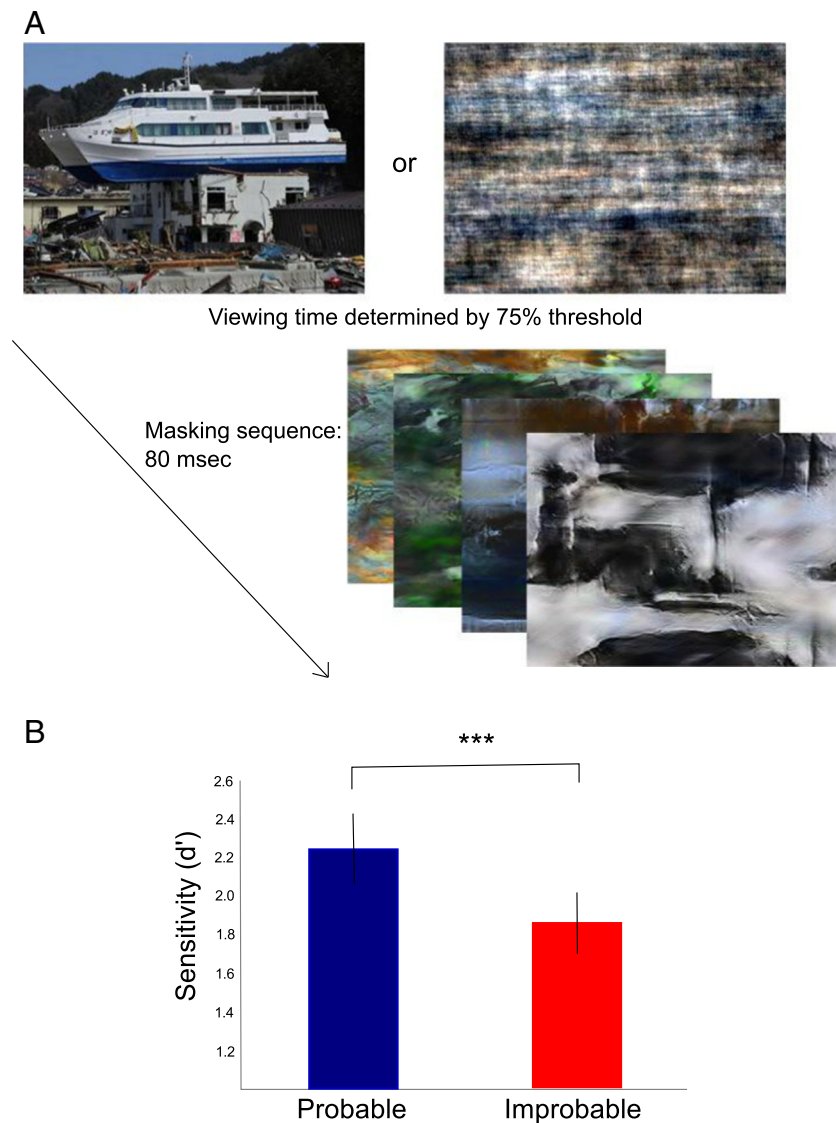 A
or
Viewing time determined by 75% threshold
Masking sequence:
80 msec
B
***
2.6
2.4
2.2
2.0
1.8
1.6
1.4
1.2
Sensitivity (d')
Probable
Improbable